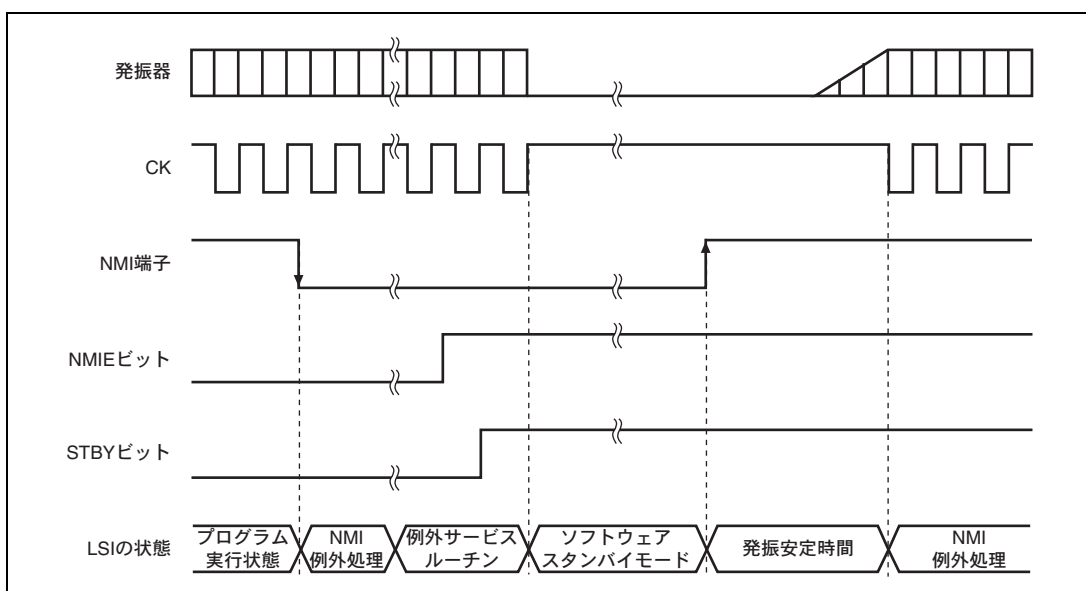 発振器
CK
NMI端子
NMIEビット
STBYビット
LSIの状態
プログラム
実行状態
NMI
例外処理
例外サービス
ルーチン
ソフトウェア
スタンバイモード
発振安定時間
NMI
例外処理